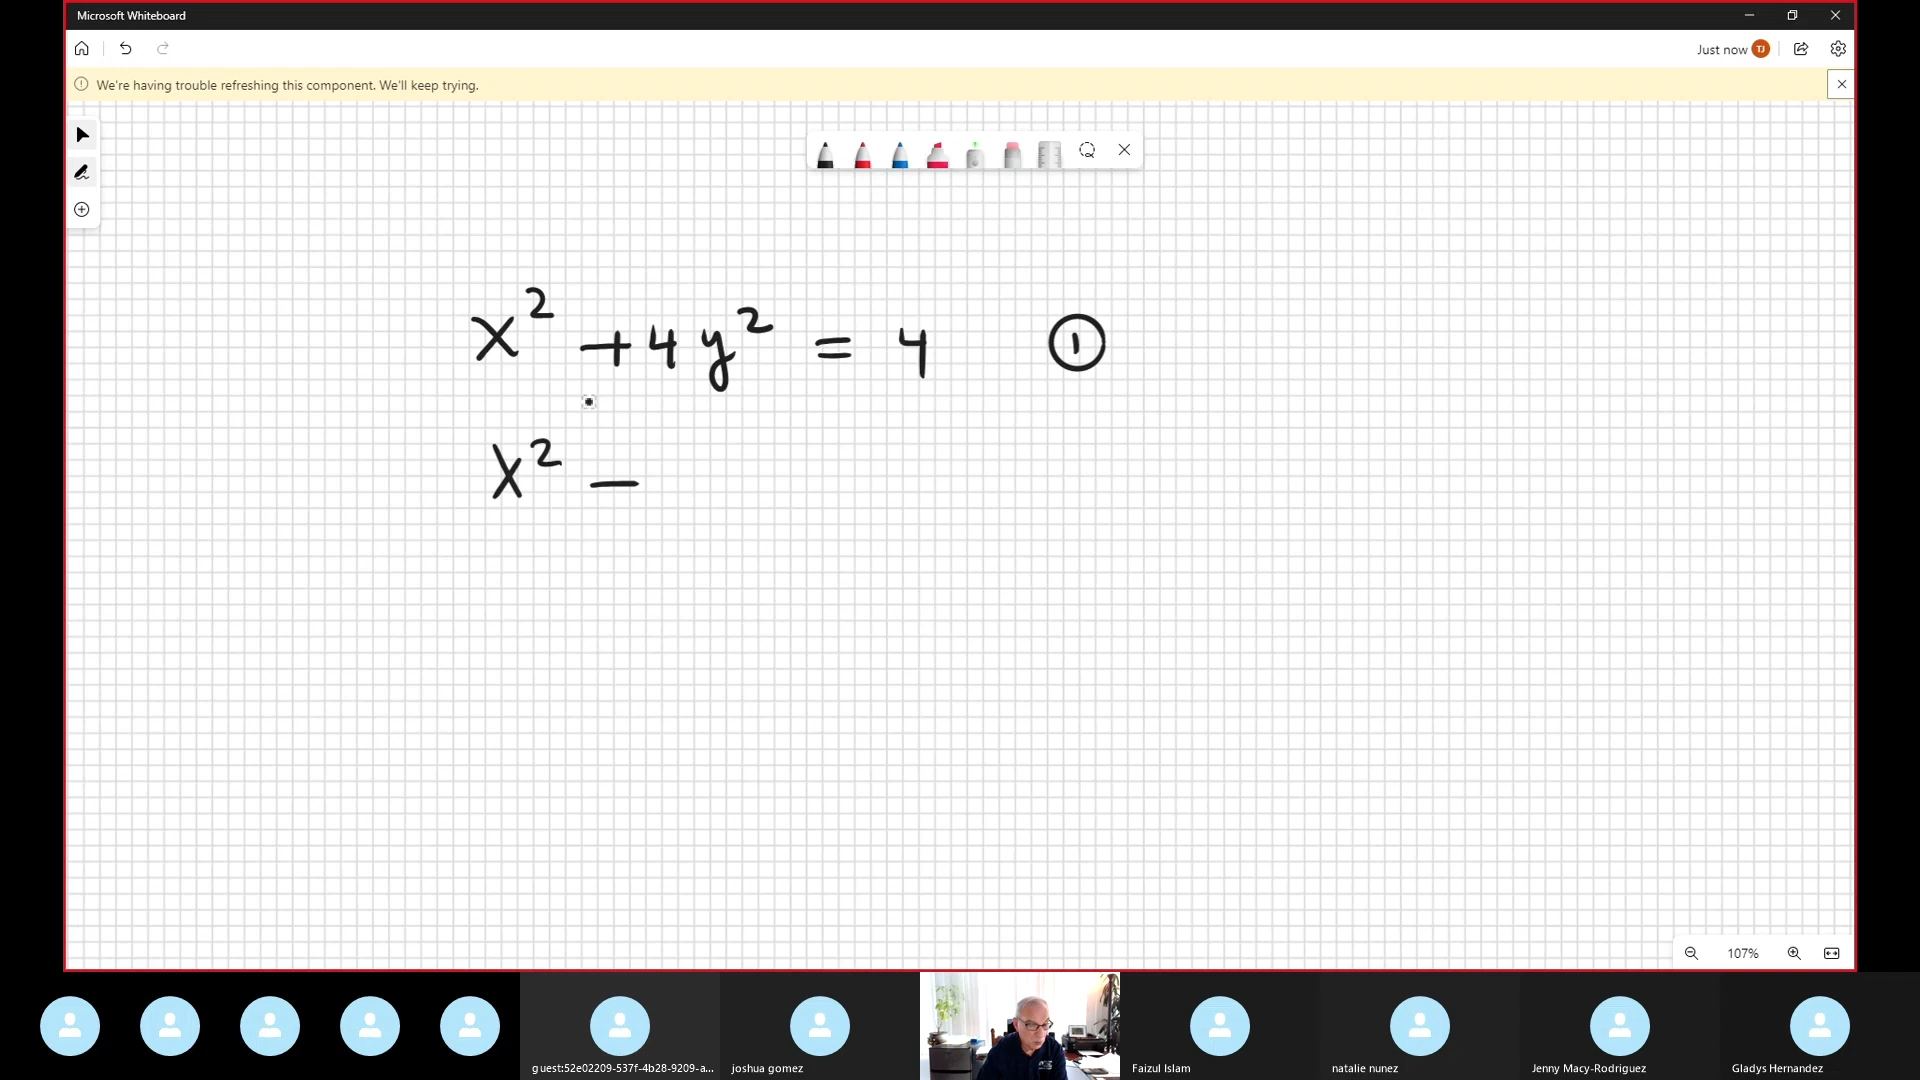 Microsoft Whiteboard
Just now TJ
We're having trouble refreshing this component. We'll keep trying.
x² + 4y² = 4 ①
x² −
107%
guest:52e02209-537f-4b28-9209-a...
joshua gomez
Faizul Islam
natalie nunez
Jenny Macy-Rodriguez
Gladys Hernandez